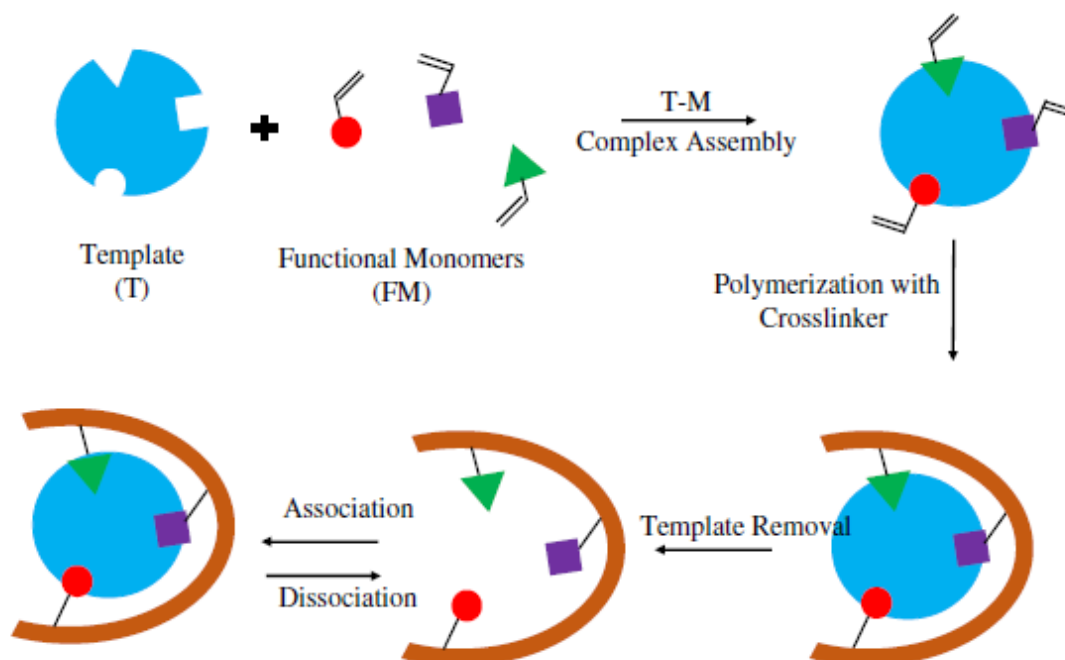 T-M
Complex Assembly
Template
(T)
Functional Monomers
(FM)
Polymerization with
Crosslinker
Association
Dissociation
Template Removal